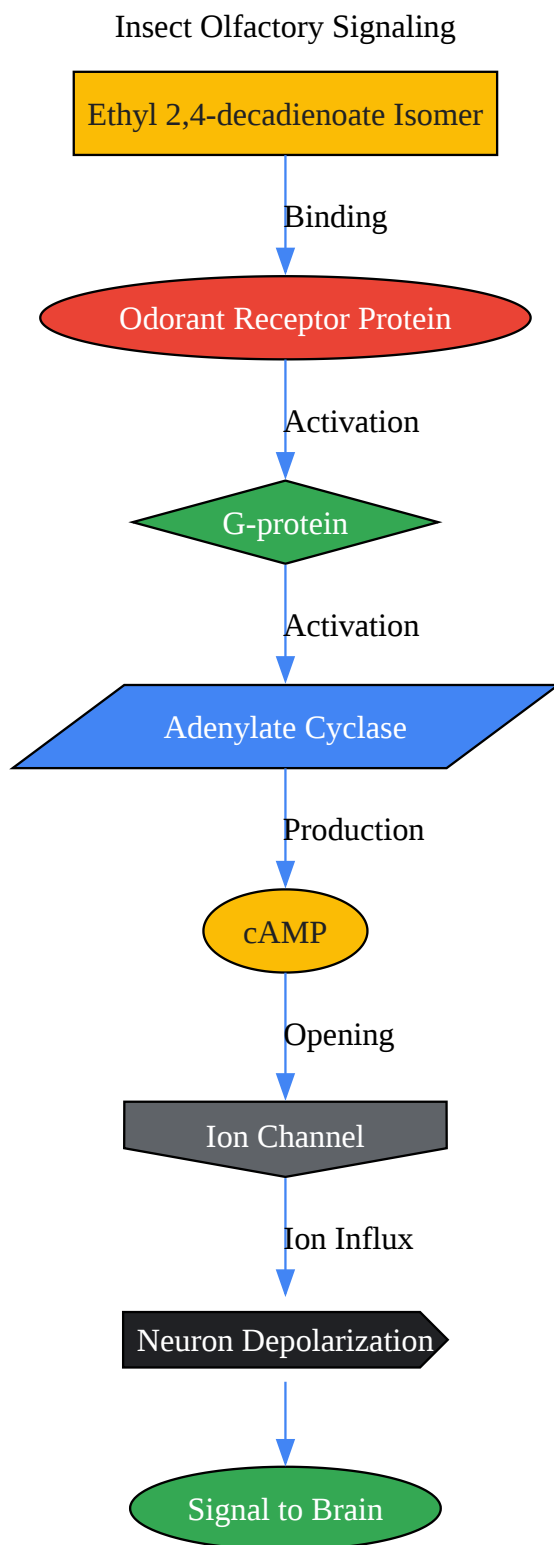 Insect Olfactory Signaling
Ethyl 2,4-decadienoate Isomer
Binding
Odorant Receptor Protein
Activation
G-protein
Activation
Adenylate Cyclase
Production
cAMP
Opening
Ion Channel
Ion Influx
Neuron Depolarization
Signal to Brain